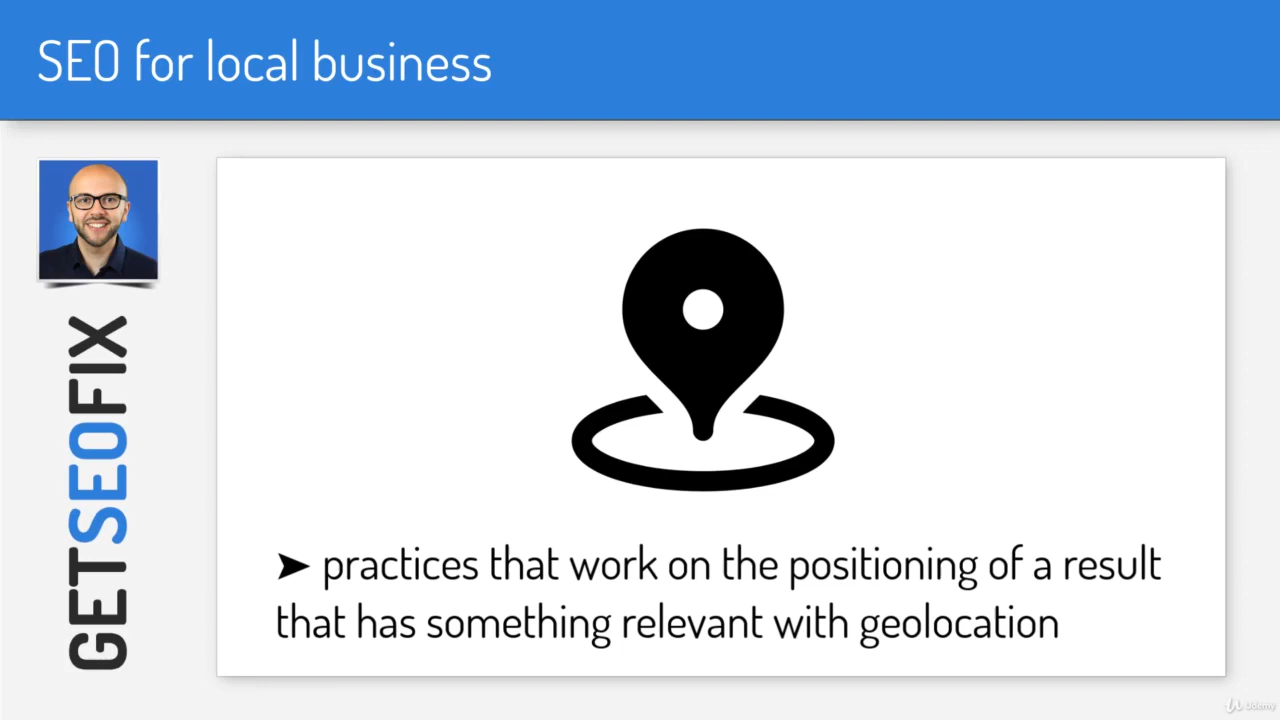 SEO for local business
GETSEOFIX
➤ practices that work on the positioning of a result
that has something relevant with geolocation
Udemy